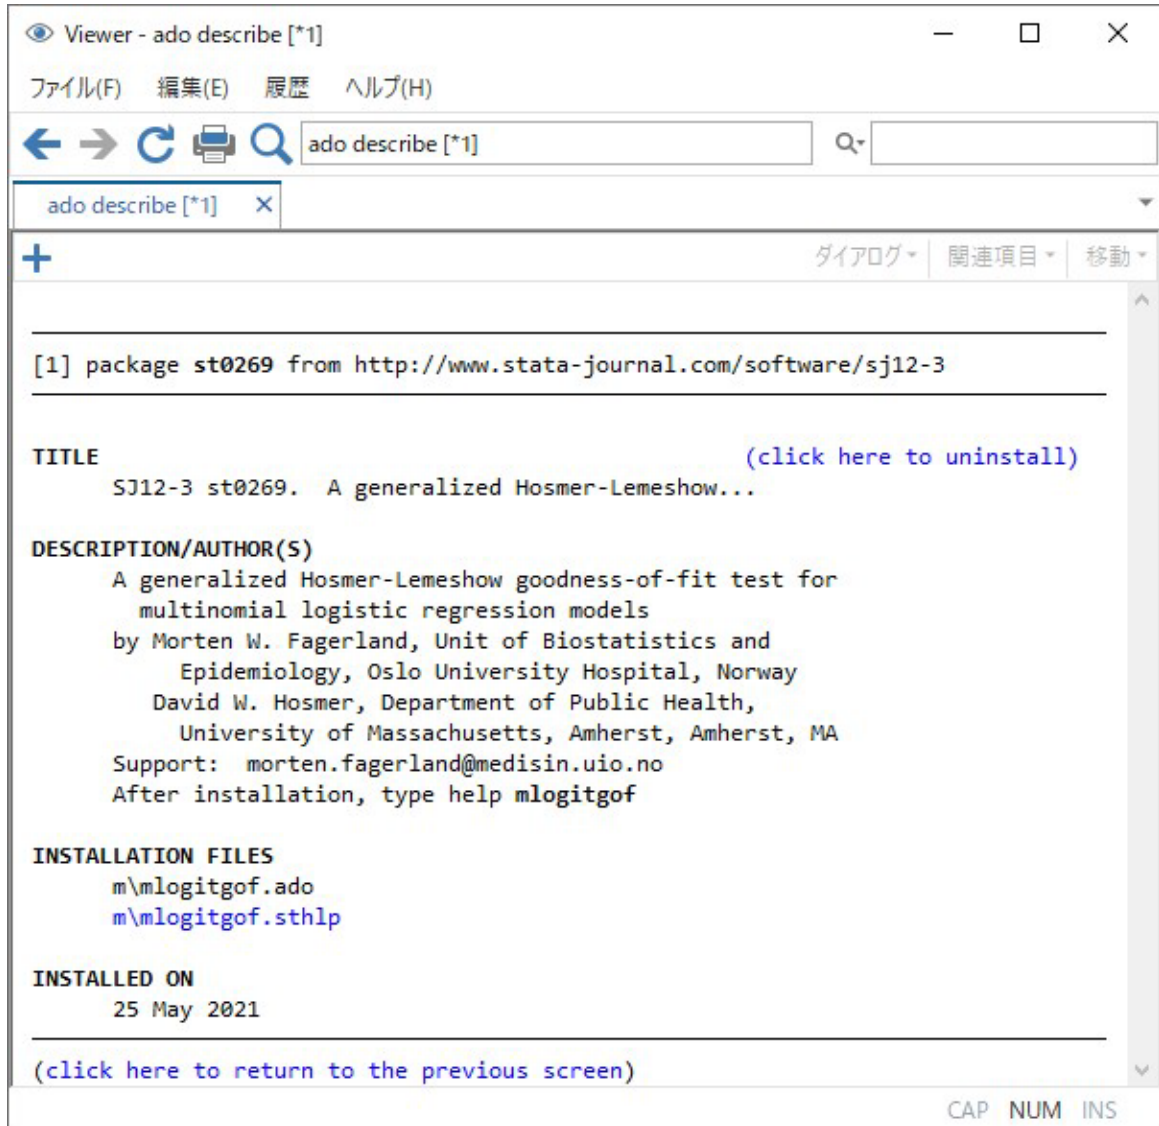 Viewer - ado describe [*1]
ファイル(F) 編集(E) 履歴 ヘルプ(H)
ado describe [*1]
ado describe [*1]
ダイアログ 関連項目 移動
[1] package st0269 from http://www.stata-journal.com/software/sj12-3
TITLE (click here to uninstall)
SJ12-3 st0269. A generalized Hosmer-Lemeshow...
DESCRIPTION/AUTHOR(S)
A generalized Hosmer-Lemeshow goodness-of-fit test for
multinomial logistic regression models
by Morten W. Fagerland, Unit of Biostatistics and
Epidemiology, Oslo University Hospital, Norway
David W. Hosmer, Department of Public Health,
University of Massachusetts, Amherst, Amherst, MA
Support: morten.fagerland@medisin.uio.no
After installation, type help mlogitgof
INSTALLATION FILES
m\mlogitgof.ado
m\mlogitgof.sthlp
INSTALLED ON
25 May 2021
(click here to return to the previous screen)
CAP NUM INS